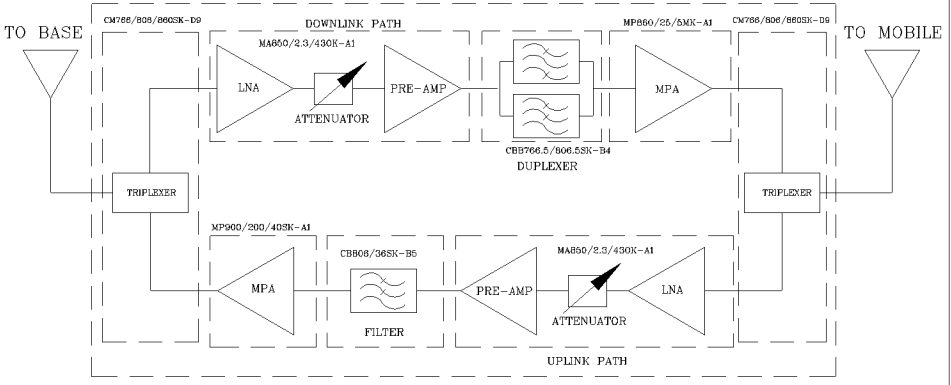 CM766/806/860SK-D9
DOWNLINK PATH
MP860/25/5MK-A1
CM766/806/860SK-D9
TO BASE
TO MOBILE
MA850/2.3/430K-A1
LNA
ATTENUATOR
PRE-AMP
MPA
CBB766.5/806.5SK-B4
DUPLEXER
TRIPLEXER
TRIPLEXER
MP900/200/40SK-A1
CB806/36SK-B5
MA850/2.3/430K-A1
MPA
FILTER
PRE-AMP
ATTENUATOR
LNA
UPLINK PATH